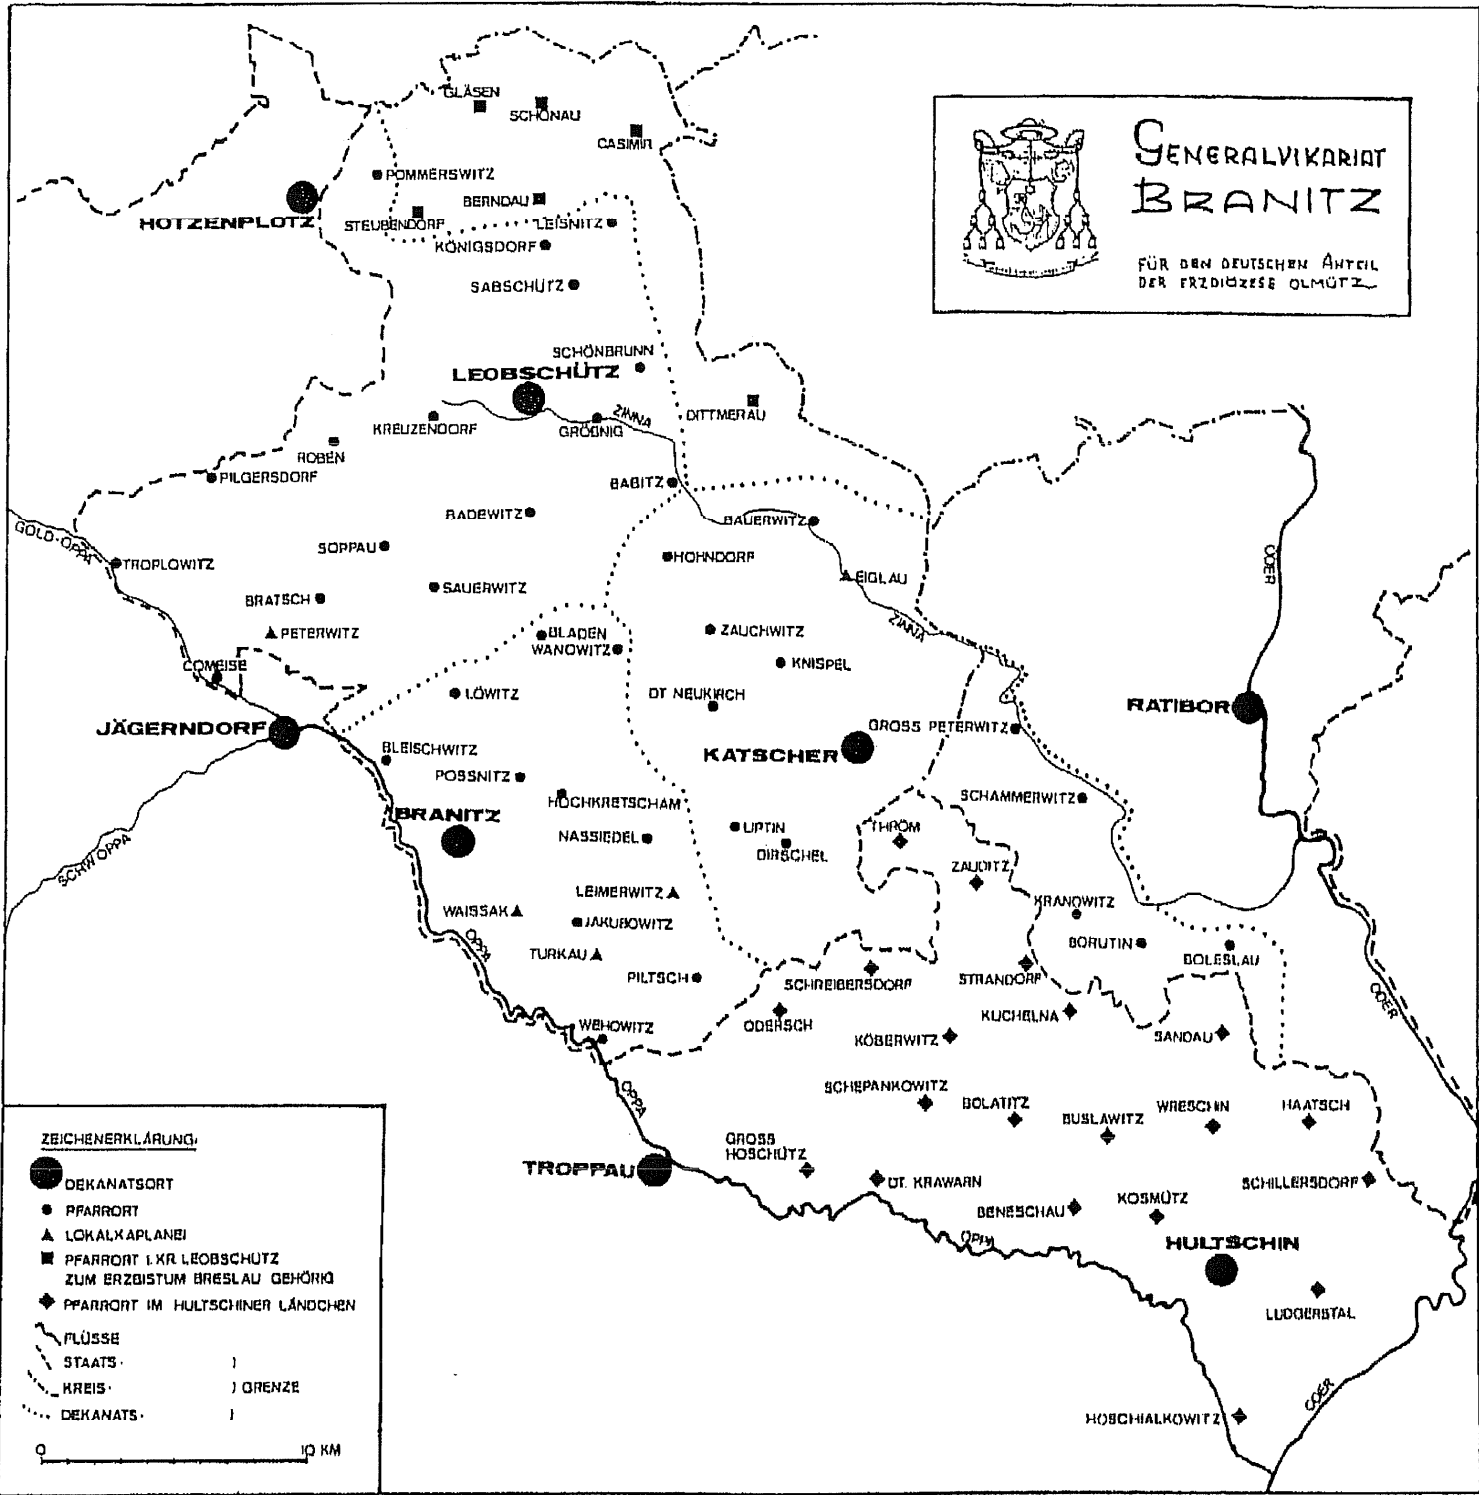 GENERALVIKARIAT
BRANITZ
FÜR DEN DEUTSCHEN ANTEIL
DER ERZDIÖZESE OLMÜTZ
GLÄSEN
SCHÖNAU
CASIMIR
POMMERSWITZ
HOTZENPLOTZ
STEUBENDORF
BERNDAU
LEISNITZ
KÖNIGSDORF
SABSCHÜTZ
SCHÖNBRUNN
LEOBSCHÜTZ
KREUZENDORF
GRÖBNIG
ZINNA
DITTMERAU
ROBEN
PILGERSDORF
BABITZ
BADEWITZ
BAUERWITZ
GOLD-OPPA
TROPLOWITZ
SOPPAU
HOHNDORF
EIGLAU
ODER
BRATSCH
SAUERWITZ
ZINNA
PETERWITZ
BLADEN
WANOWITZ
ZAUCHWITZ
KNISPEL
COMEISE
LÖWITZ
DT NEUKIRCH
RATIBOR
JÄGERNDORF
GROSS PETERWITZ
BLEISCHWITZ
KATSCHER
POSSNITZ
HOCHKRETSCHAM
SCHAMMERWITZ
BRANITZ
NASSIEDEL
LIPTIN
DIRSCHEL
THRÖM
SCHW OPPA
ZAUDITZ
LEIMERWITZ
KRANOWITZ
WAISSAK
JAKUBOWITZ
OPPA
BORUTIN
BOLESLAU
TURKAU
PILTSCH
SCHREIBERSDORF
STRANDORF
ODER
ODERSCH
KUCHELNA
WEHOWITZ
KÖBERWITZ
SANDAU
OPPA
SCHEPANKOWITZ
BOLATITZ
BUSLAWITZ
WRESCHIN
HAATSCH
GROSS
HOSCHÜTZ
TROPPAU
DT. KRAWARN
BENESCHAU
KOSMÜTZ
SCHILLERSDORF
OPPA
HULTSCHIN
LUDGERSTAL
ODER
HOSCHIALKOWITZ
ZEICHENERKLÄRUNG:
DEKANATSORT
PFARRORT
LOKALKAPLANEI
PFARRORT I. KR. LEOBSCHÜTZ
ZUM ERZBISTUM BRESLAU GEHÖRIG
PFARRORT IM HULTSCHINER LÄNDCHEN
FLÜSSE
STAATS- )
KREIS- ) GRENZE
DEKANATS- )
0 10 KM